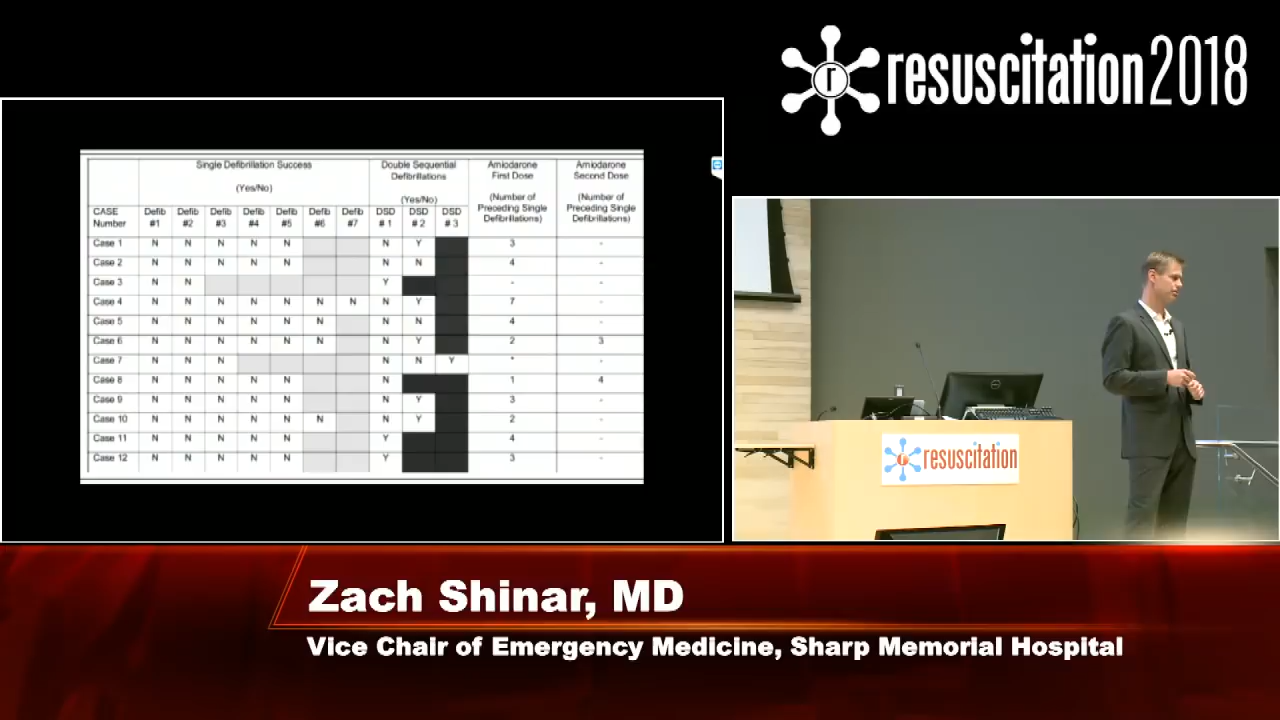 resuscitation 2018
r
Single Defibrillation Success (Yes/No) Double Sequential Defibrillations (Yes/No) Amiodarone First Dose (Number of Preceding Single Defibrillations) Amiodarone Second Dose (Number of Preceding Single Defibrillations)
CASE Number Defib #1 Defib #2 Defib #3 Defib #4 Defib #5 Defib #6 Defib #7 DSD # 1 DSD # 2 DSD # 3
Case 1 N N N N N N Y 3 -
Case 2 N N N N N N N 4 -
Case 3 N N Y - -
Case 4 N N N N N N N N Y 7 -
Case 5 N N N N N N N N 4 -
Case 6 N N N N N N N Y 2 3
Case 7 N N N N N Y * -
Case 8 N N N N N N 1 4
Case 9 N N N N N N Y 3 -
Case 10 N N N N N N N Y 2 -
Case 11 N N N N N Y 4 -
Case 12 N N N N N Y 3 -
DELL
r resuscitation
Zach Shinar, MD
Vice Chair of Emergency Medicine, Sharp Memorial Hospital